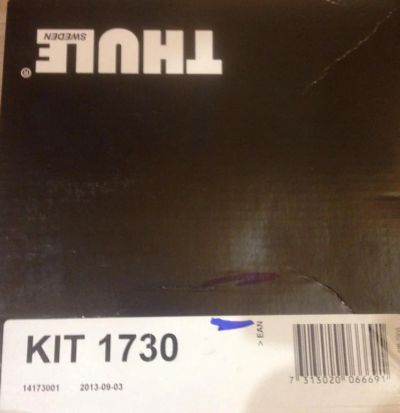 THULE®
SWEDEN
KIT 1730
> EAN
14173001 2013-09-03
7 313020 066691